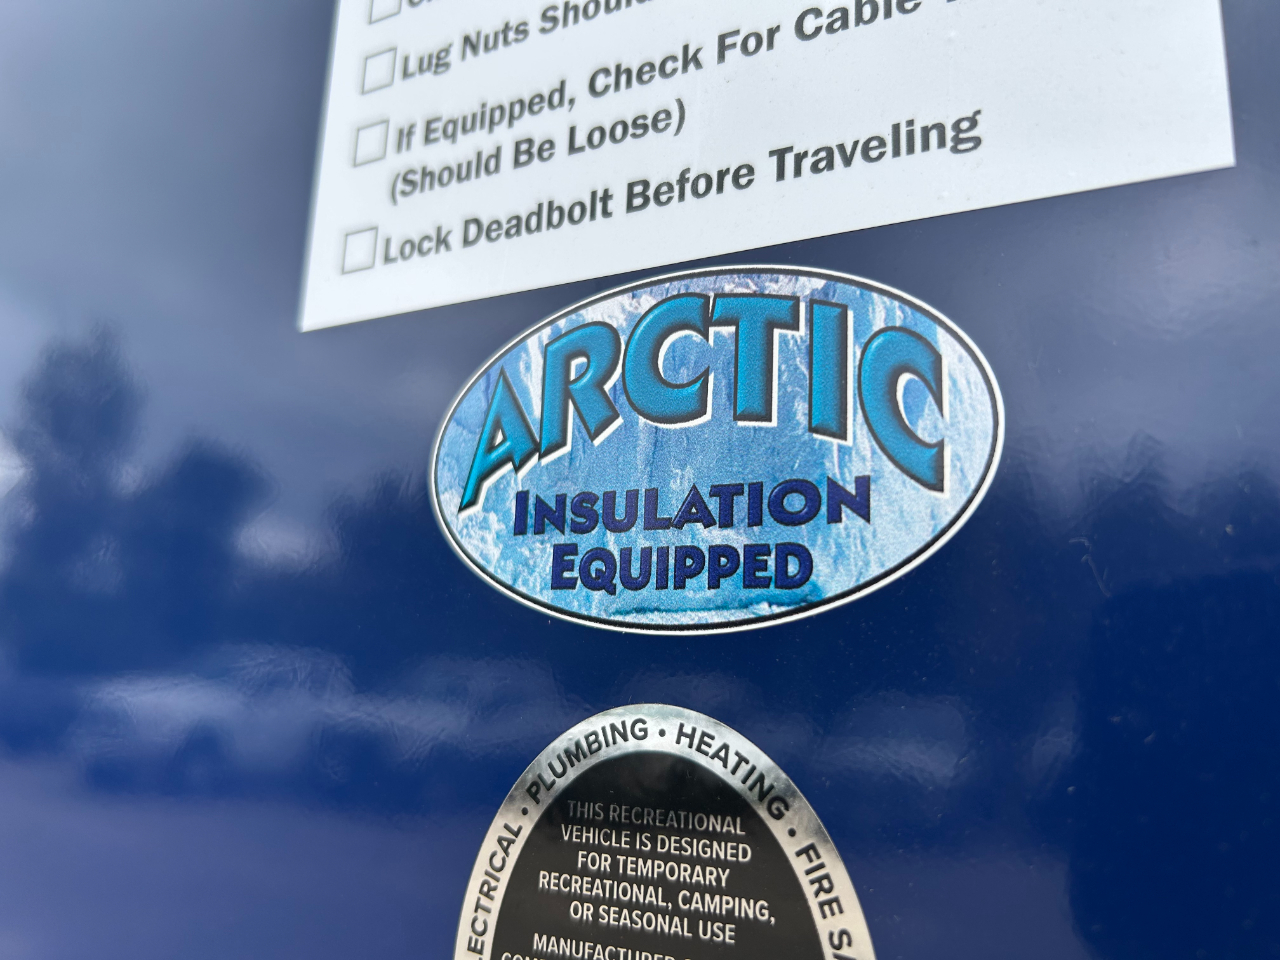 Lug Nuts Should
If Equipped, Check For Cable
(Should Be Loose)
Lock Deadbolt Before Traveling
ARCTIC
INSULATION
EQUIPPED
PLUMBING • HEATING • FIRE
THIS RECREATIONAL
VEHICLE IS DESIGNED
FOR TEMPORARY
RECREATIONAL, CAMPING,
OR SEASONAL USE